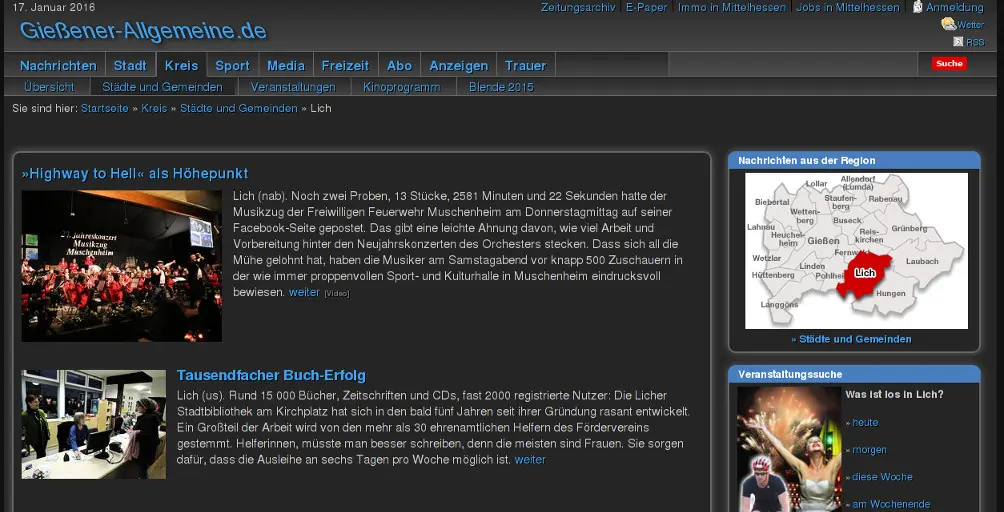 17. Januar 2016
Zeitungsarchiv | E-Paper | Immo in Mittelhessen | Jobs in Mittelhessen | Anmeldung
Gießener-Allgemeine.de
Wetter
RSS
Nachrichten Stadt Kreis Sport Media Freizeit Abo Anzeigen Trauer
Suche
Übersicht Städte und Gemeinden Veranstaltungen Kinoprogramm Blende 2015
Sie sind hier: Startseite » Kreis » Städte und Gemeinden » Lich
»Highway to Hell« als Höhepunkt
Lich (nab). Noch zwei Proben, 13 Stücke, 2581 Minuten und 22 Sekunden hatte der
Musikzug der Freiwilligen Feuerwehr Muschenheim am Donnerstagmittag auf seiner
Facebook-Seite gepostet. Das gibt eine leichte Ahnung davon, wie viel Arbeit und
Vorbereitung hinter den Neujahrskonzerten des Orchesters stecken. Dass sich all die
Mühe gelohnt hat, haben die Musiker am Samstagabend vor knapp 500 Zuschauern in
der wie immer proppenvollen Sport- und Kulturhalle in Muschenheim eindrucksvoll
bewiesen. weiter [Video]
Jahreskonzert
Musikzug
Muschenheim
Tausendfacher Buch-Erfolg
Lich (us). Rund 15 000 Bücher, Zeitschriften und CDs, fast 2000 registrierte Nutzer: Die Licher
Stadtbibliothek am Kirchplatz hat sich in den bald fünf Jahren seit ihrer Gründung rasant entwickelt.
Ein Großteil der Arbeit wird von den mehr als 30 ehrenamtlichen Helfern des Fördervereins
gestemmt. Helferinnen, müsste man besser schreiben, denn die meisten sind Frauen. Sie sorgen
dafür, dass die Ausleihe an sechs Tagen pro Woche möglich ist. weiter
Nachrichten aus der Region
Allendorf
(Lumda)
Lollar
Staufen-
berg
Rabenau
Biebertal
Wetten-
berg
Buseck
Lahnau
Grünberg
Reis-
kirchen
Heuchel-
heim
Gießen
Fernwald
Wetzlar
Laubach
Linden
Lich
Hüttenberg
Pohlheim
Hungen
Langgöns
» Städte und Gemeinden
Veranstaltungssuche
Was ist los in Lich?
» heute
» morgen
» diese Woche
» am Wochenende